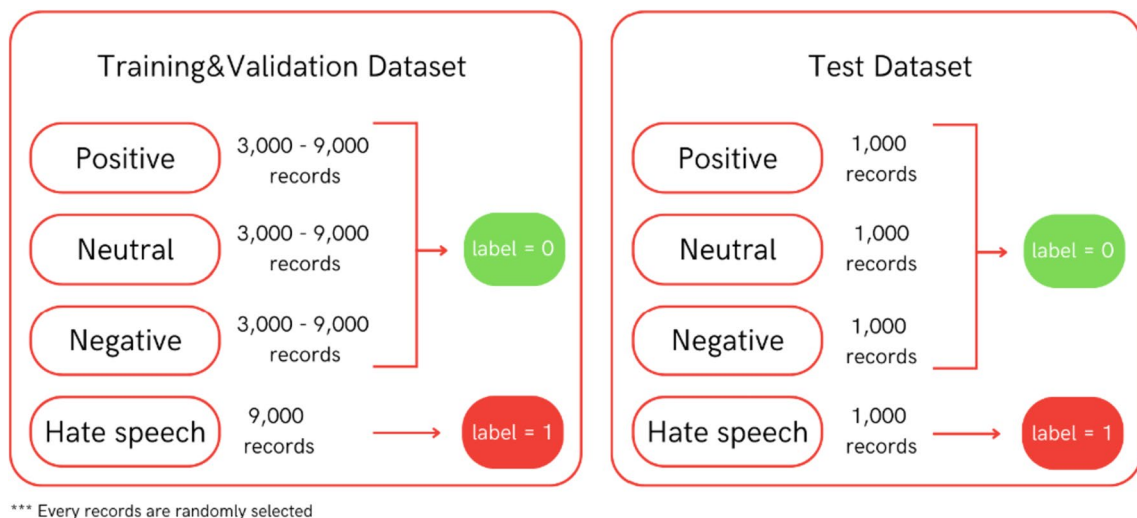 Training&Validation Dataset
Positive
3,000 - 9,000
records
Neutral
3,000 - 9,000
records
label = 0
Negative
3,000 - 9,000
records
Hate speech
9,000
records
label = 1
Test Dataset
Positive
1,000
records
Neutral
1,000
records
label = 0
Negative
1,000
records
Hate speech
1,000
records
label = 1
*** Every records are randomly selected